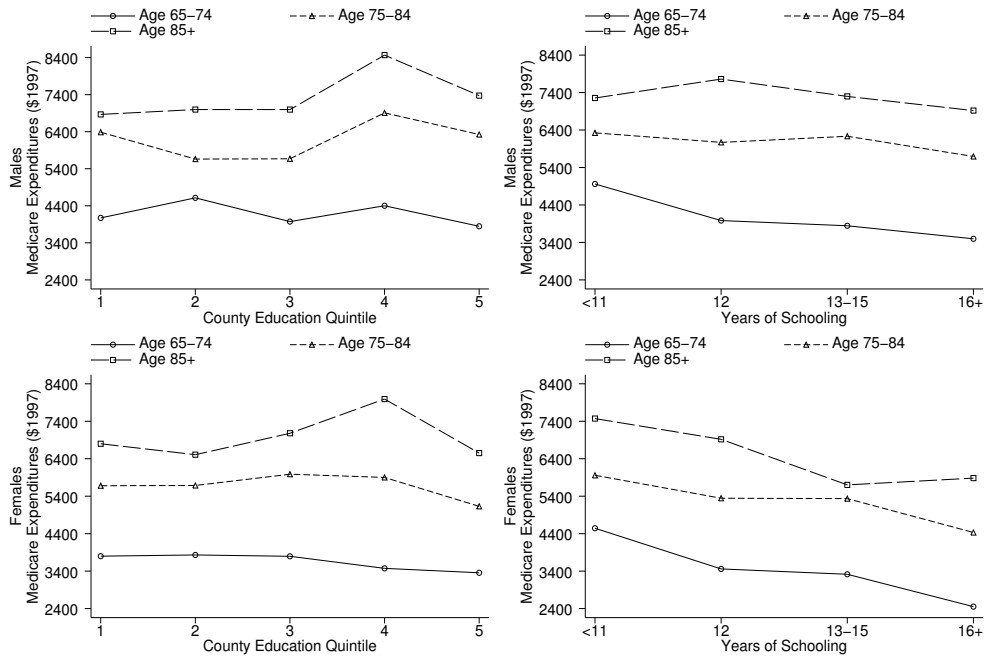 Age 65–74
Age 75–84
Age 85+
Males
Medicare Expenditures ($1997)
8400
7400
6400
5400
4400
3400
2400
1 2 3 4 5
County Education Quintile
Age 65–74
Age 75–84
Age 85+
Males
Medicare Expenditures ($1997)
8400
7400
6400
5400
4400
3400
2400
<11 12 13–15 16+
Years of Schooling
Age 65–74
Age 75–84
Age 85+
Females
Medicare Expenditures ($1997)
8400
7400
6400
5400
4400
3400
2400
1 2 3 4 5
County Education Quintile
Age 65–74
Age 75–84
Age 85+
Females
Medicare Expenditures ($1997)
8400
7400
6400
5400
4400
3400
2400
<11 12 13–15 16+
Years of Schooling